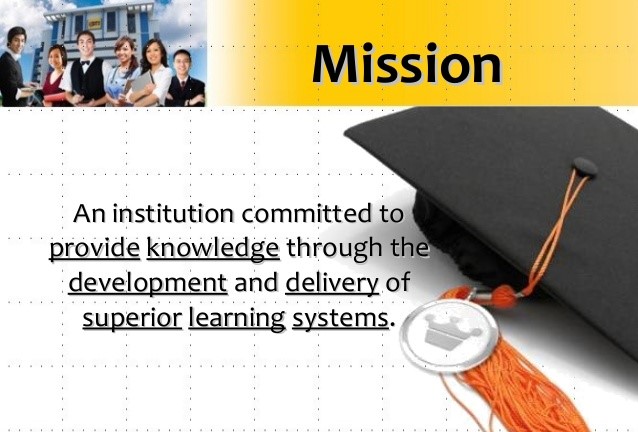 Mission
An institution committed to
provide knowledge through the
development and delivery of
superior learning systems.